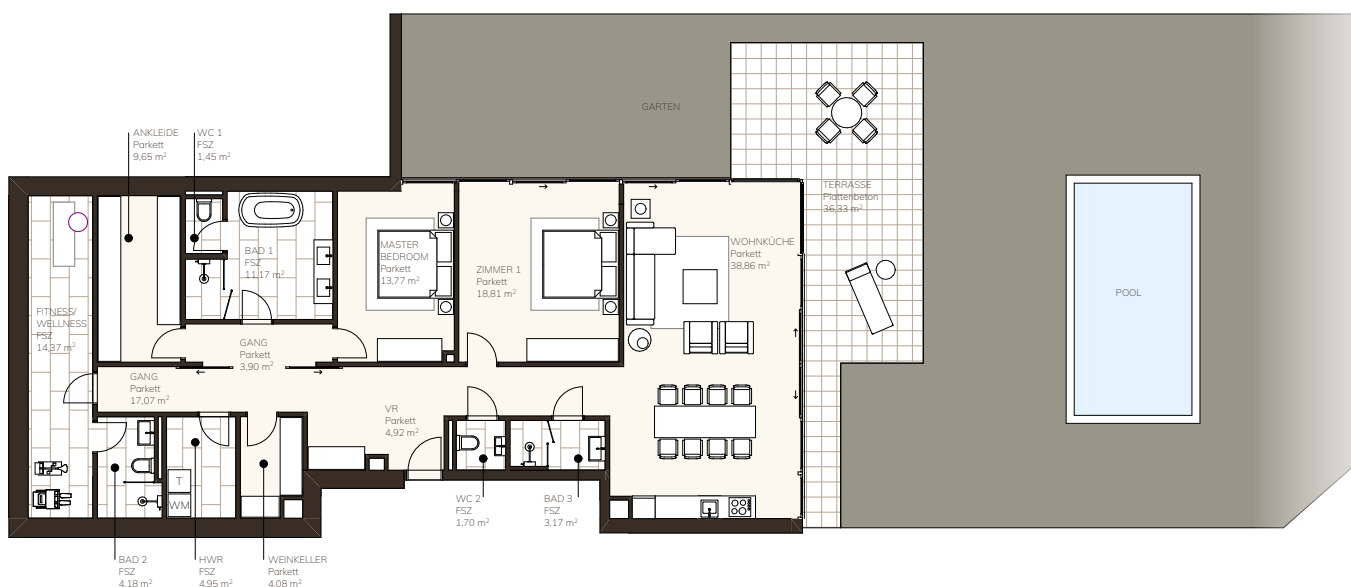 GARTEN
ANKLEIDE
Parkett
9,65 m²
WC 1
FSZ
1,45 m²
TERRASSE
Plattenbeton
36,33 m²
BAD 1
FSZ
11,17 m²
MASTER
BEDROOM
Parkett
13,77 m²
ZIMMER 1
Parkett
18,81 m²
WOHNKÜCHE
Parkett
38,86 m²
POOL
FITNESS/
WELLNESS
FSZ
14,37 m²
GANG
Parkett
3,90 m²
GANG
Parkett
17,07 m²
VR
Parkett
4,92 m²
T
WM
WC 2
FSZ
1,70 m²
BAD 3
FSZ
3,17 m²
BAD 2
FSZ
4,18 m²
HWR
FSZ
4,95 m²
WEINKELLER
Parkett
4,08 m²